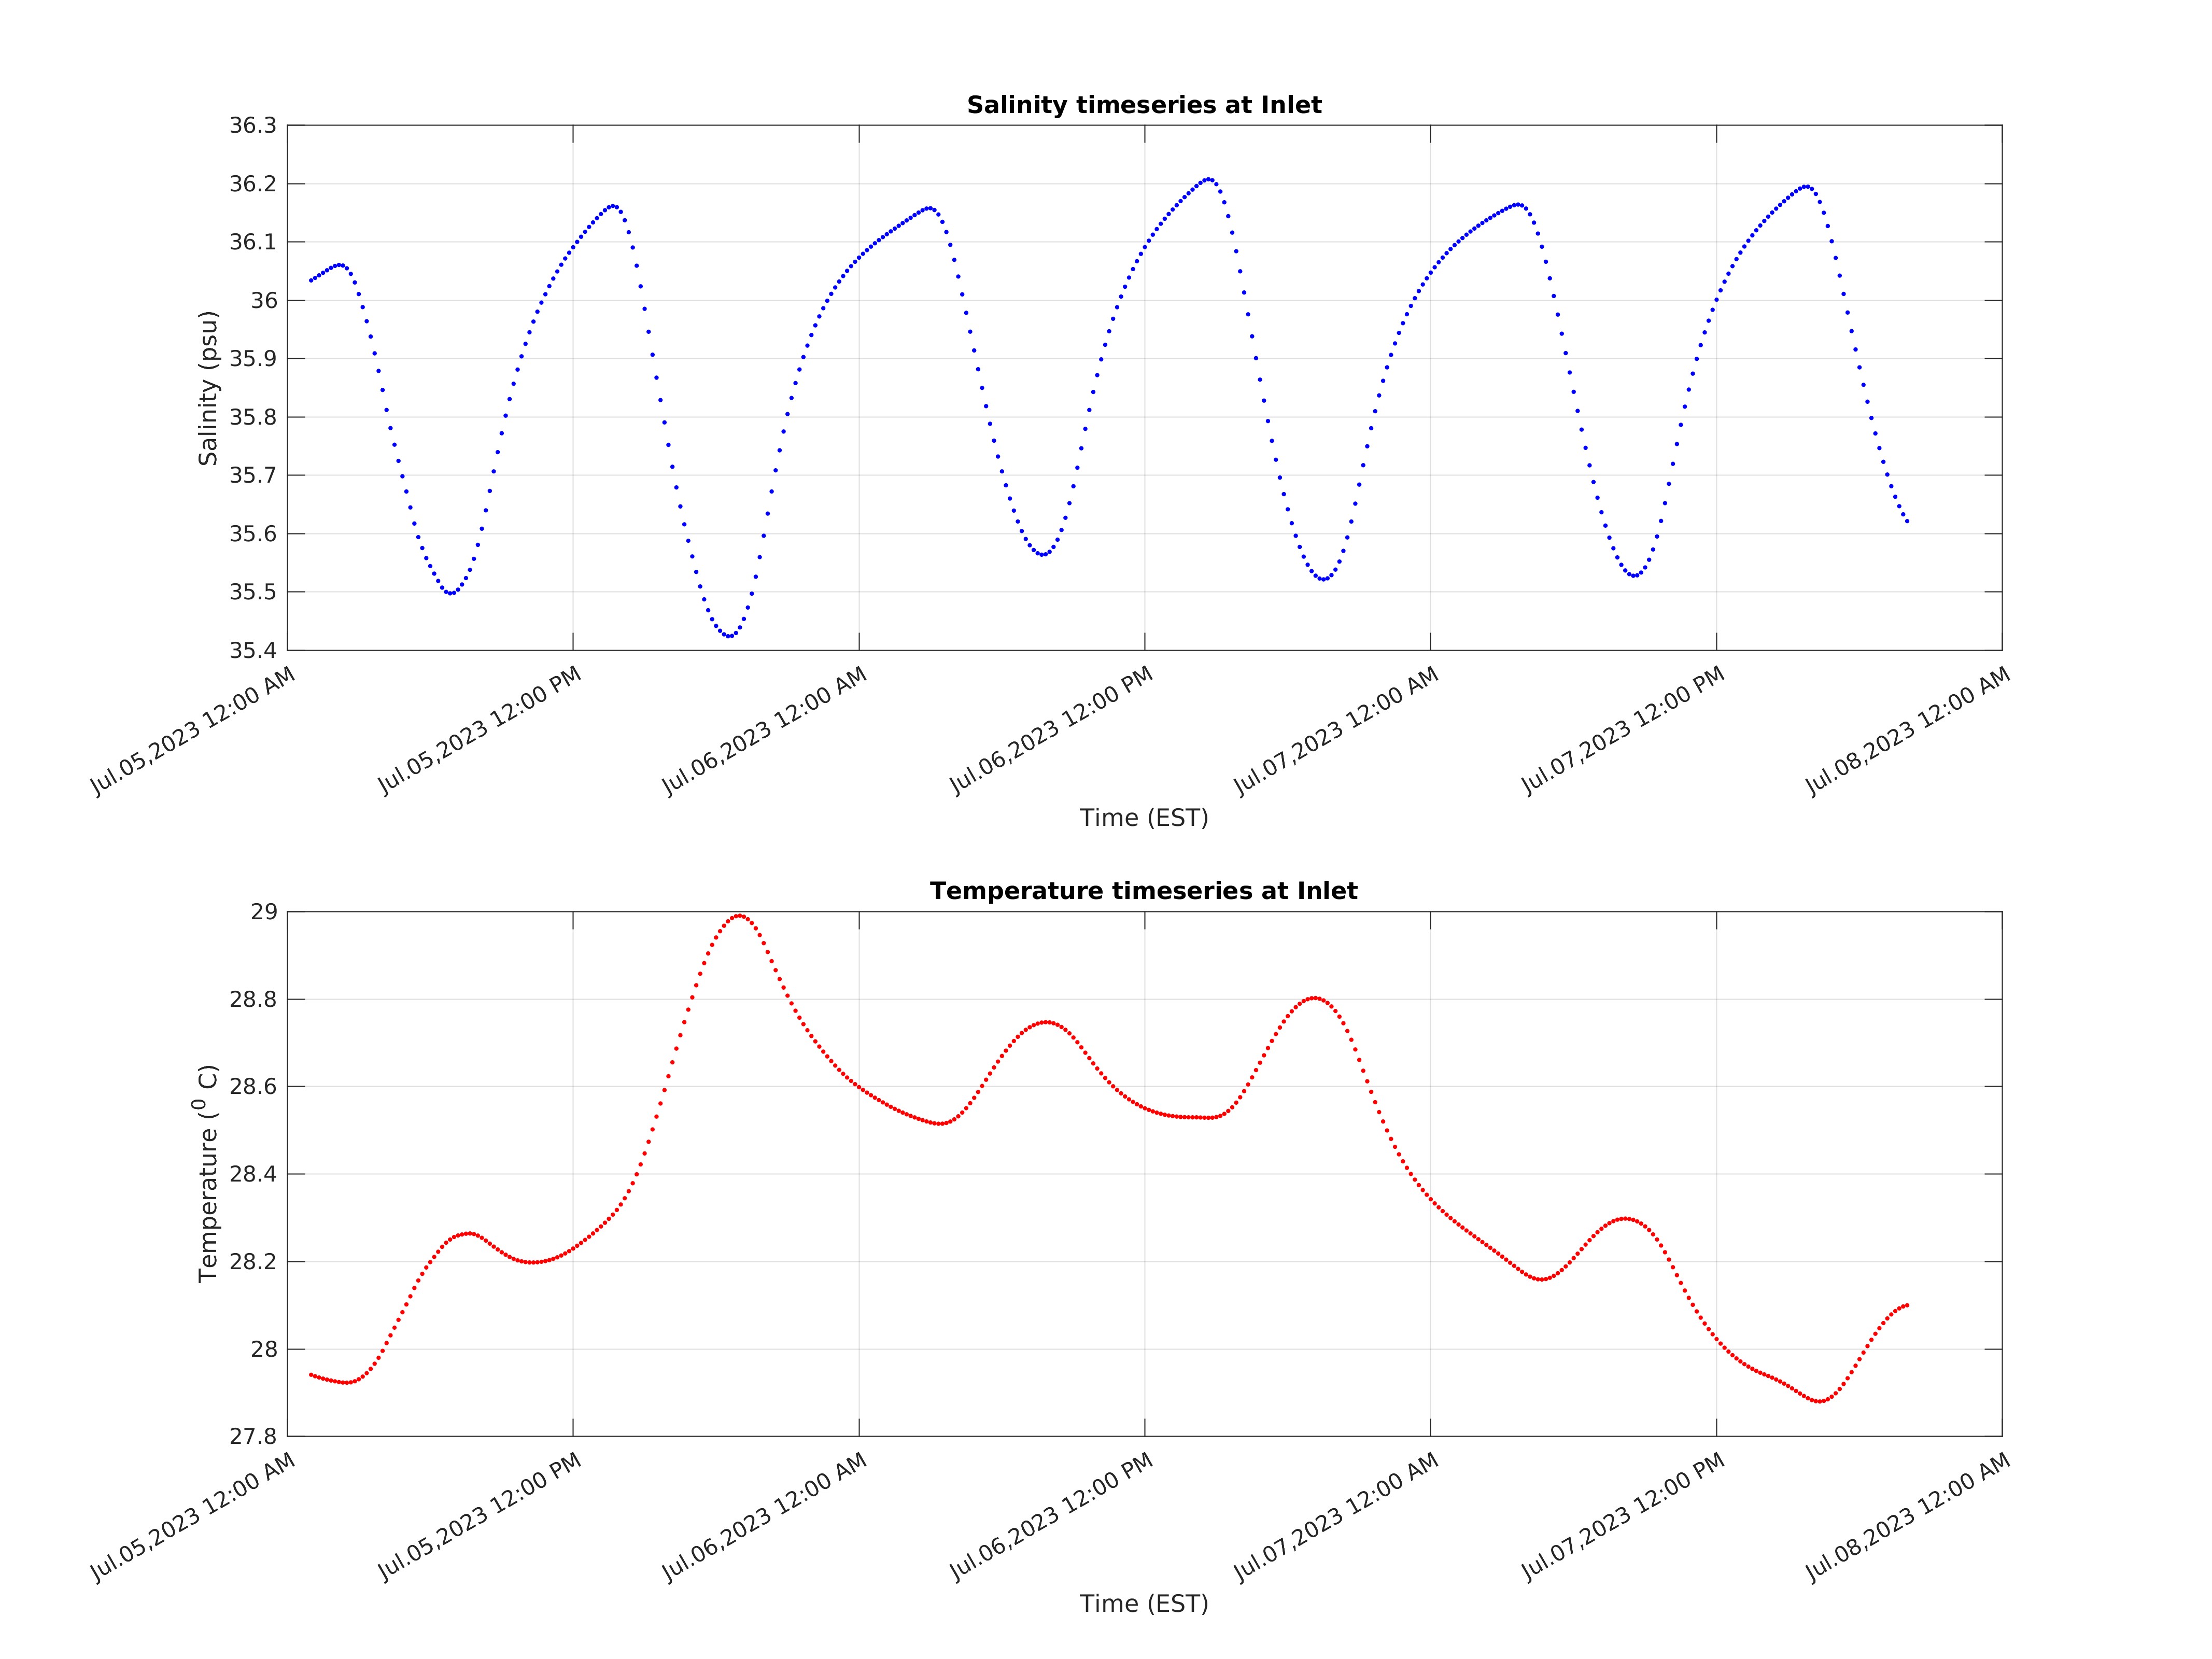 Salinity timeseries at Inlet
36.3
36.2
36.1
36
35.9
35.8
35.7
35.6
35.5
35.4
Salinity (psu)
Jul.05,2023 12:00 AM
Jul.05,2023 12:00 PM
Jul.06,2023 12:00 AM
Jul.06,2023 12:00 PM
Jul.07,2023 12:00 AM
Jul.07,2023 12:00 PM
Jul.08,2023 12:00 AM
Time (EST)
Temperature timeseries at Inlet
29
28.8
28.6
28.4
28.2
28
27.8
Temperature (⁰ C)
Jul.05,2023 12:00 AM
Jul.05,2023 12:00 PM
Jul.06,2023 12:00 AM
Jul.06,2023 12:00 PM
Jul.07,2023 12:00 AM
Jul.07,2023 12:00 PM
Jul.08,2023 12:00 AM
Time (EST)